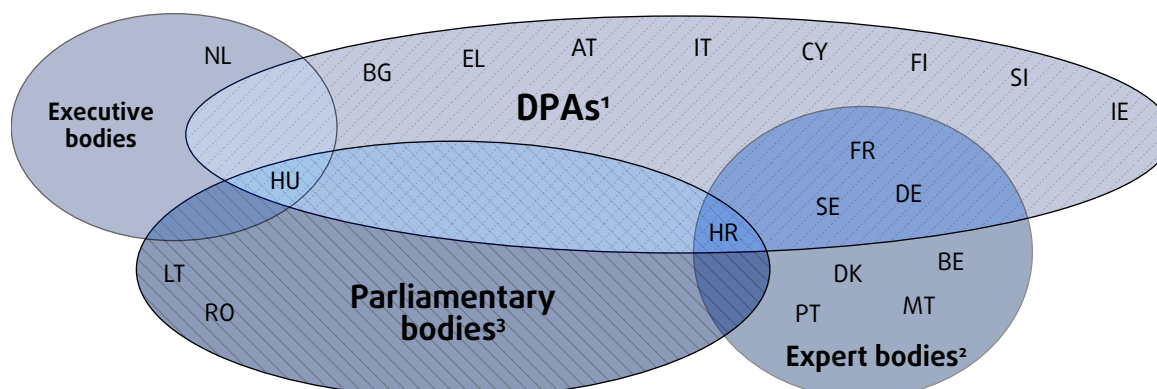 NL
BG
EL
AT
IT
CY
FI
SI
IE
Executive
bodies
DPAs¹
FR
HU
SE
DE
HR
LT
RO
Parliamentary
bodies³
DK
BE
PT
MT
Expert bodies²